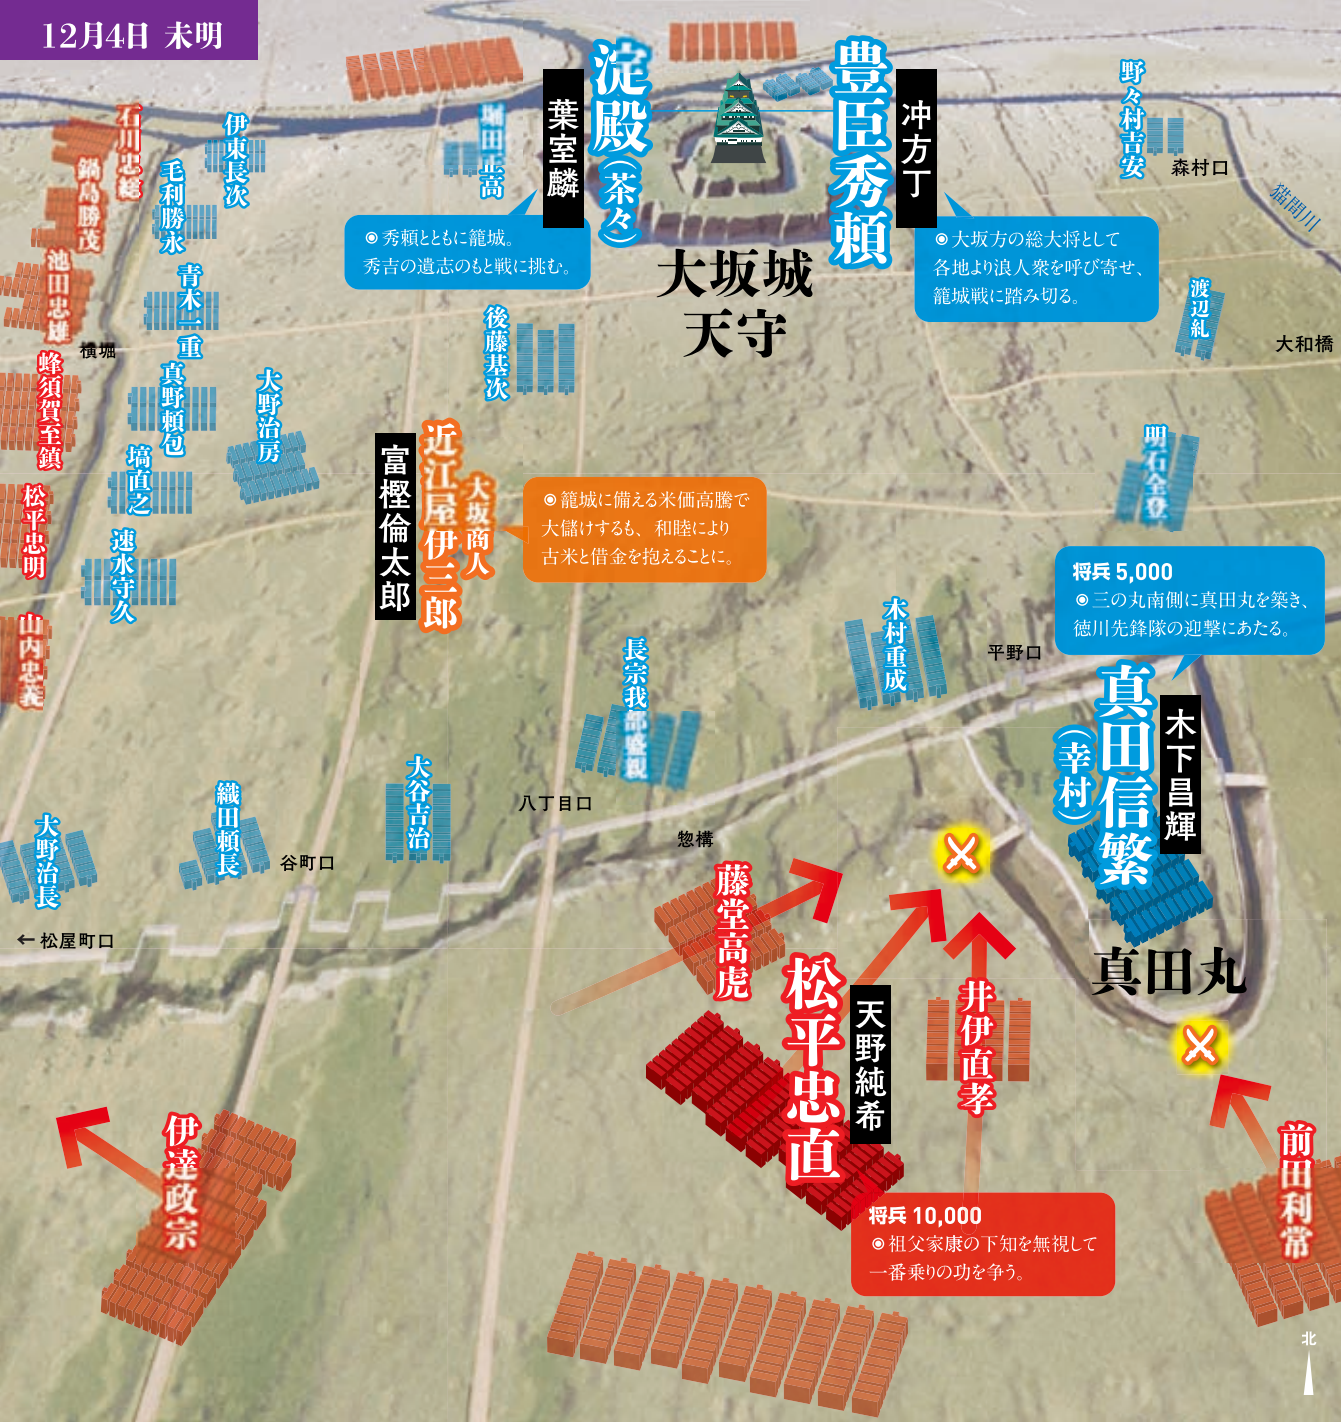 12月4日 未明
石川忠総
伊東長次
鍋島勝茂
毛利勝永
池田忠雄
青木一重
横堀
蜂須賀至鎮
真野頼包
大野治房
塙直之
松平忠明
速水守久
山内忠義
葉室麟
淀殿(茶々)
◉秀頼とともに籠城。
秀吉の遺志のもと戦に挑む。
豊臣秀頼
冲方丁
◉大坂方の総大将として
各地より浪人衆を呼び寄せ、
籠城戦に踏み切る。
大坂城
天守
野々村吉安
森村口
猫間川
渡辺糺
大和橋
後藤基次
富樫倫太郎
近江屋伊三郎
大坂商人
◉籠城に備える米価高騰で
大儲けするも、和睦により
古米と借金を抱えることに。
明石全登
将兵 5,000
◉三の丸南側に真田丸を築き、
徳川先鋒隊の迎撃にあたる。
真田信繁
(幸村)
木下昌輝
木村重成
平野口
長宗我部盛親
大谷吉治
八丁目口
惣構
織田頼長
谷町口
大野治長
←松屋町口
真田丸
藤堂高虎
松平忠直
天野純希
将兵 10,000
◉祖父家康の下知を無視して
一番乗りの功を争う。
井伊直孝
前田利常
伊達政宗
北